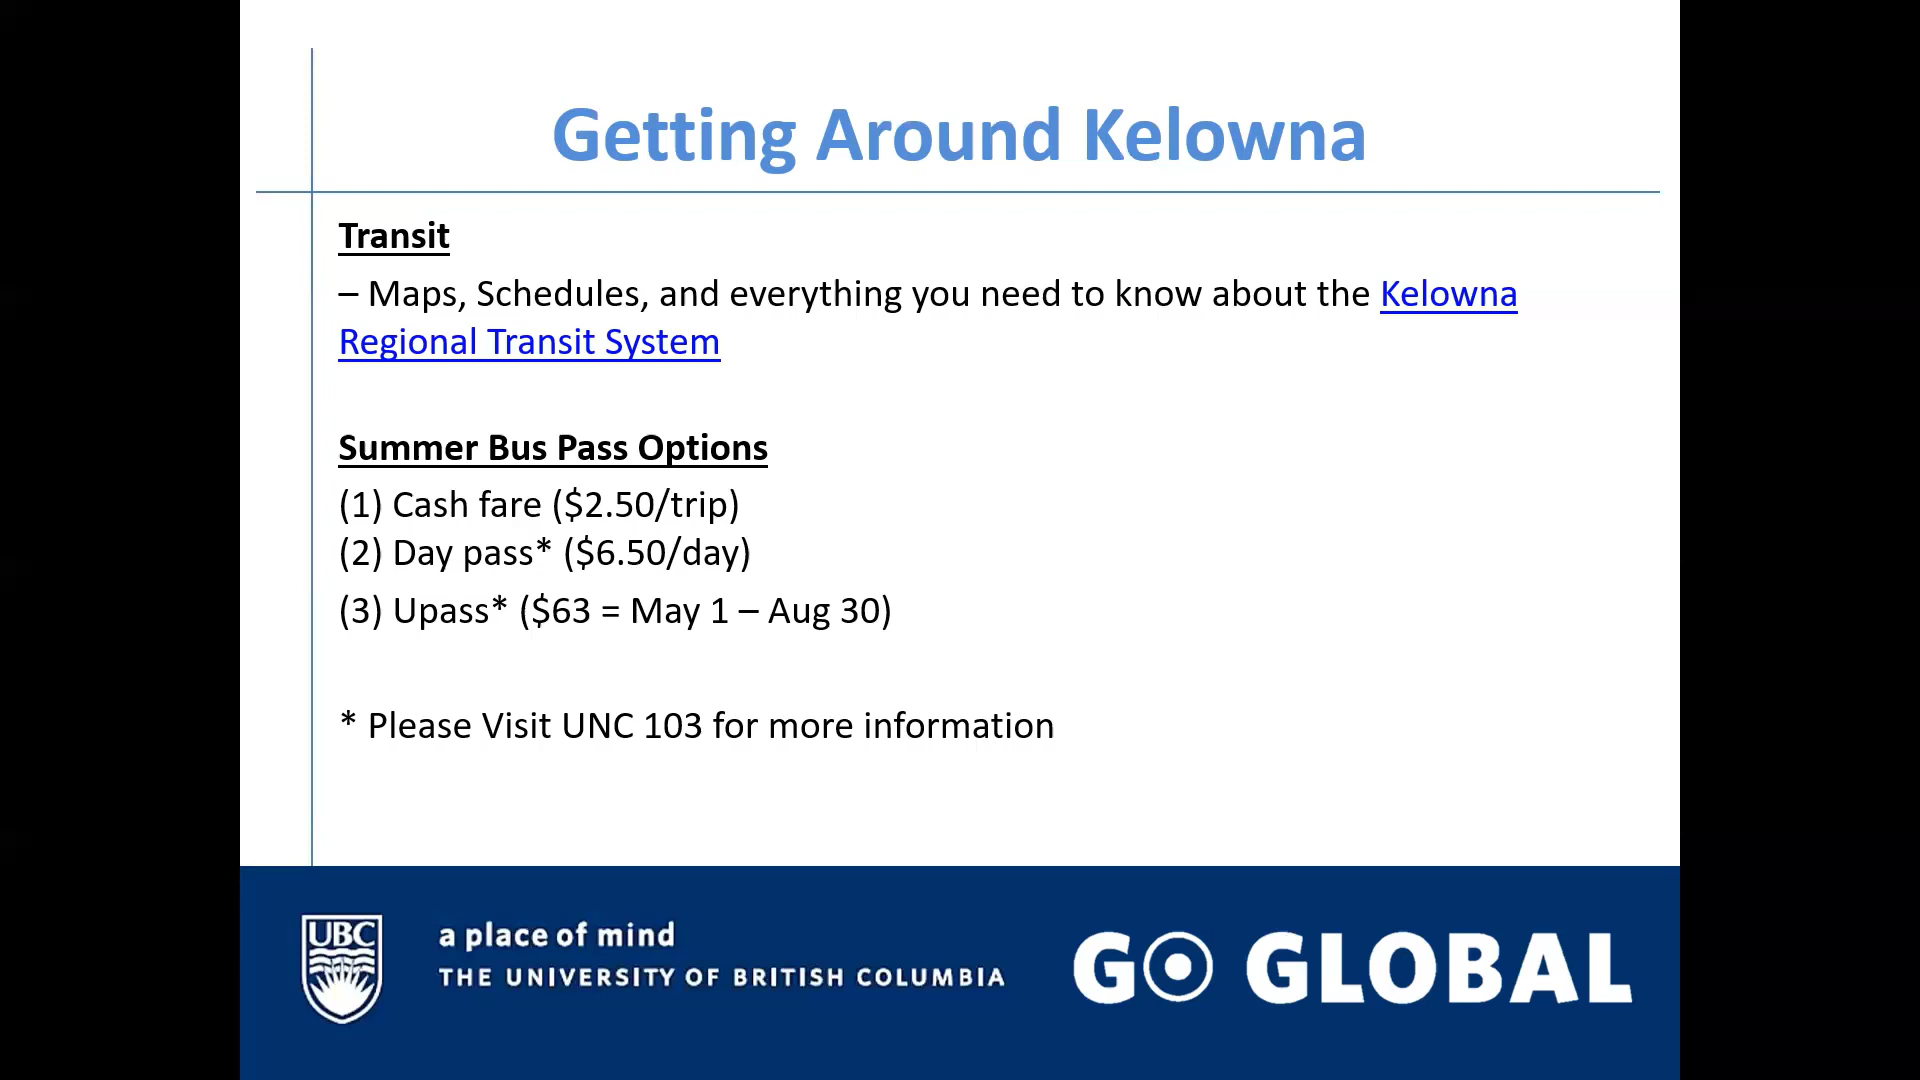 Getting Around Kelowna
Transit
– Maps, Schedules, and everything you need to know about the Kelowna
Regional Transit System
Summer Bus Pass Options
(1) Cash fare ($2.50/trip)
(2) Day pass* ($6.50/day)
(3) Upass* ($63 = May 1 – Aug 30)
* Please Visit UNC 103 for more information
UBC
a place of mind
THE UNIVERSITY OF BRITISH COLUMBIA
GO GLOBAL